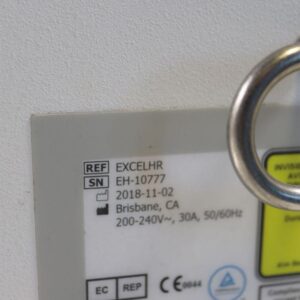 REF EXCELHR
SN EH-10777
2018-11-02
Brisbane, CA
200-240V~, 30A, 50/60Hz
EC REP CE 0044
INVISI